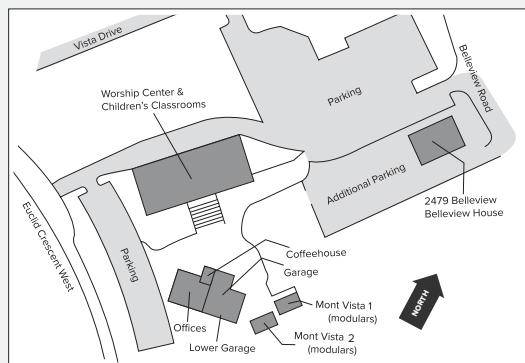 Vista Drive
Belleview Road
Worship Center &
Children's Classrooms
Parking
Additional Parking
2479 Belleview
Belleview House
Euclid Crescent West
Parking
Coffeehouse
Garage
Offices
Lower Garage
Mont Vista 1
(modulars)
Mont Vista 2
(modulars)
NORTH